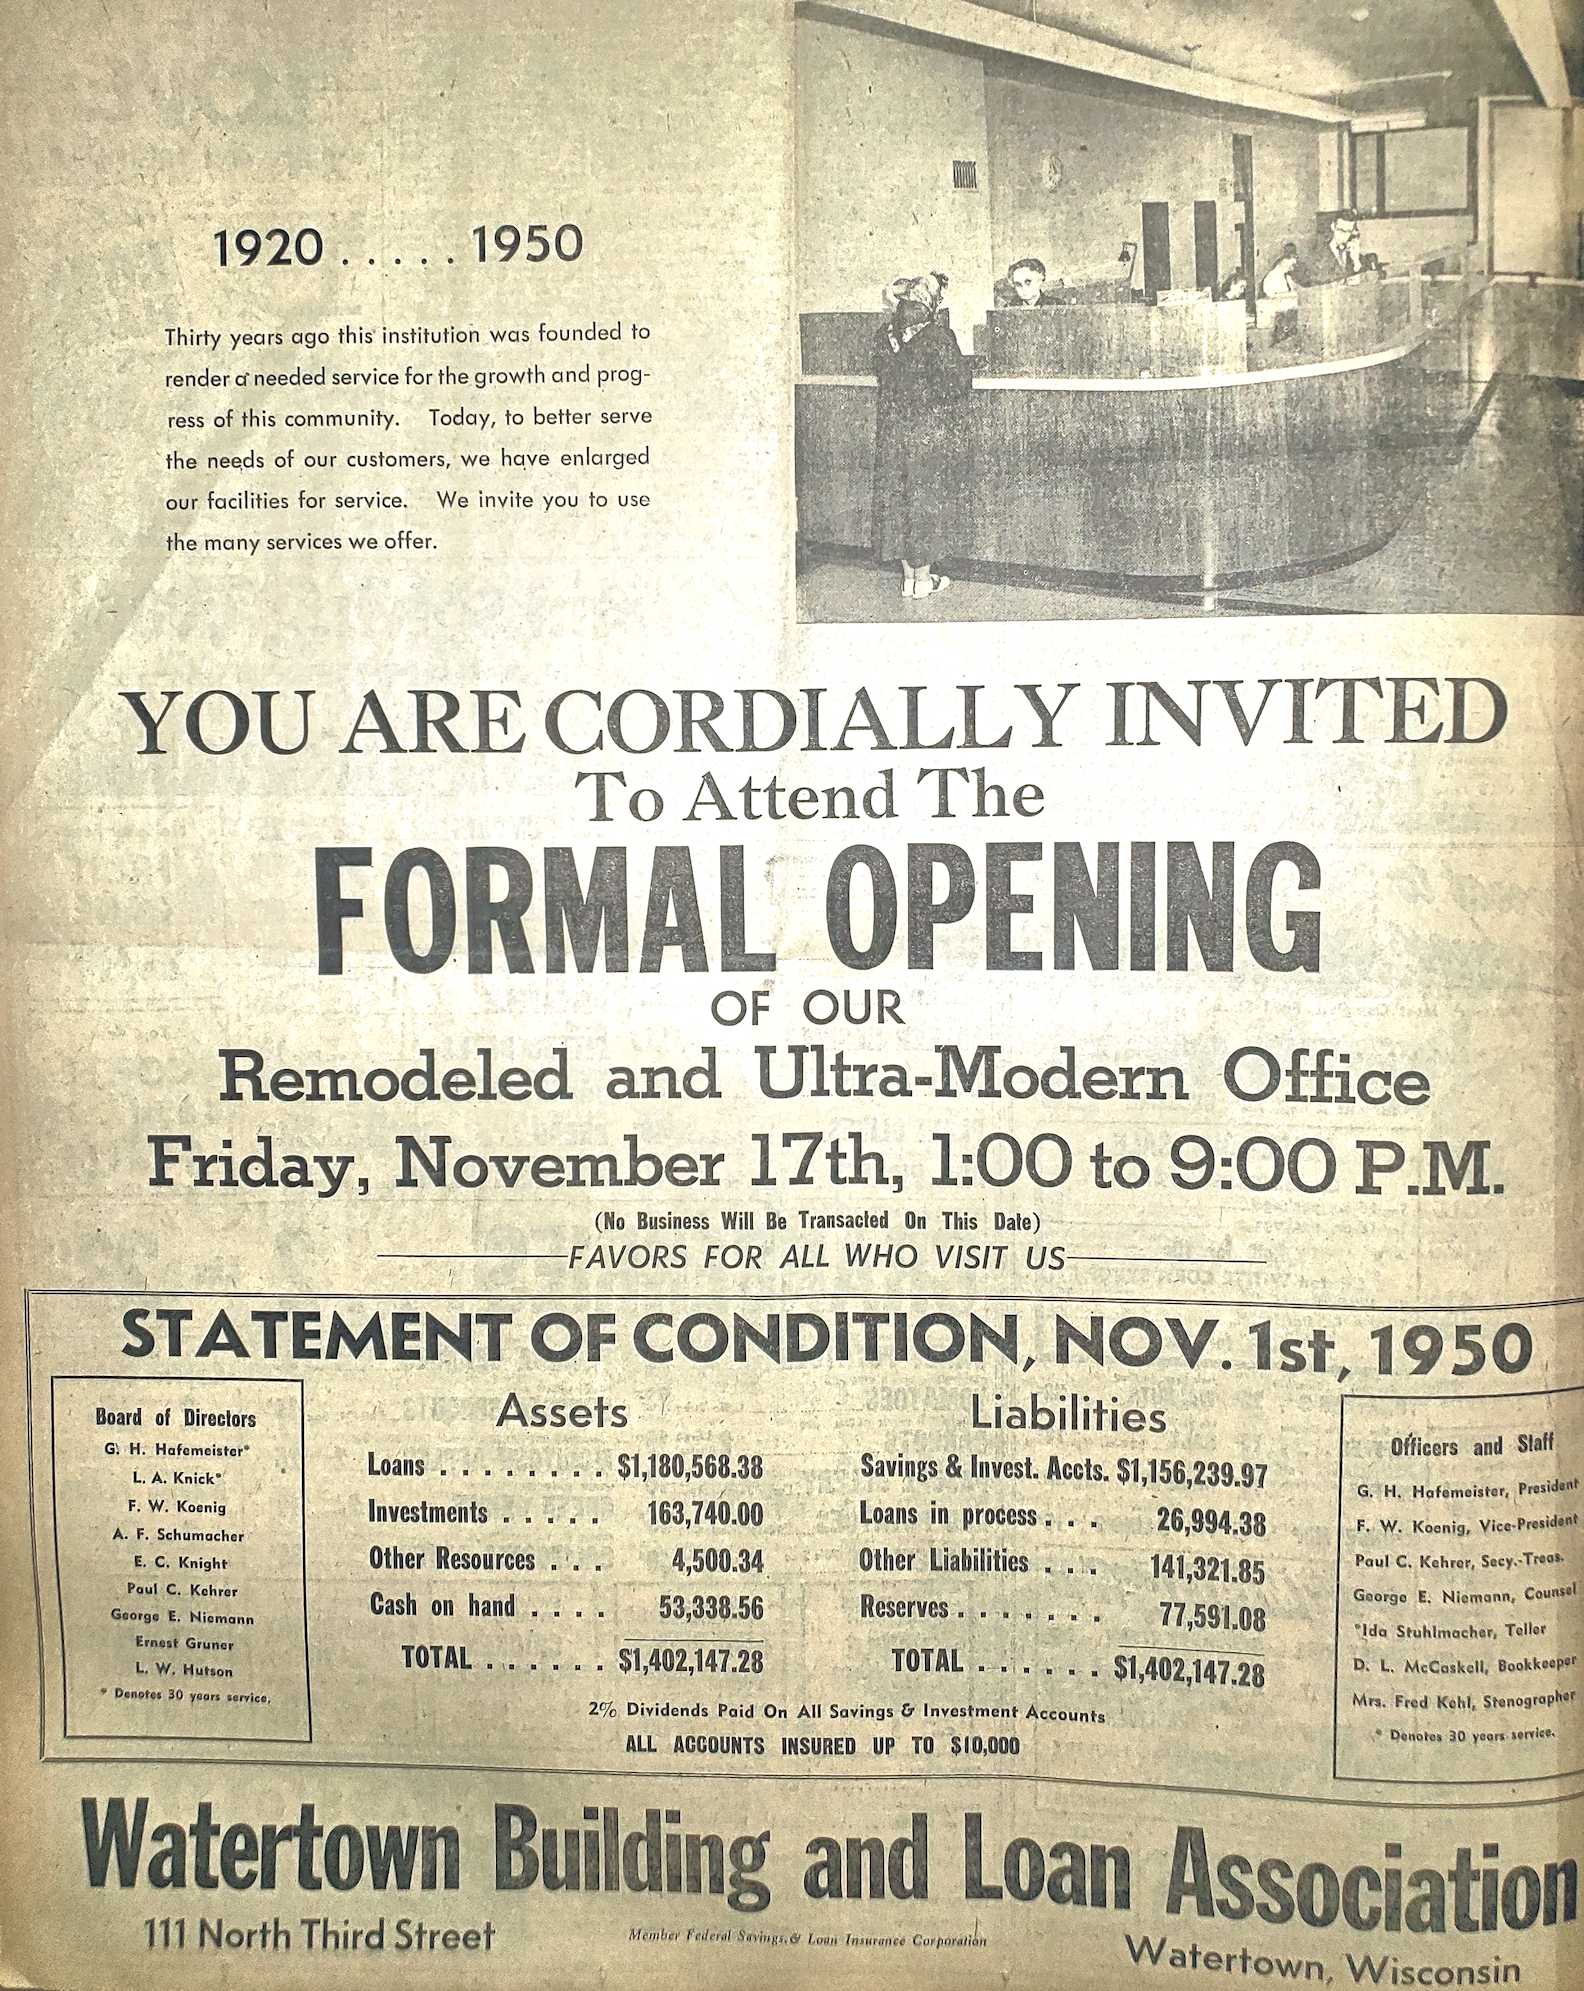 1920 . . . . . 1950
Thirty years ago this institution was founded to
render a needed service for the growth and prog-
ress of this community. Today, to better serve
the needs of our customers, we have enlarged
our facilities for service. We invite you to use
the many services we offer.
YOU ARE CORDIALLY INVITED
To Attend The
FORMAL OPENING
OF OUR
Remodeled and Ultra-Modern Office
Friday, November 17th, 1:00 to 9:00 P.M.
(No Business Will Be Transacted On This Date)
FAVORS FOR ALL WHO VISIT US
STATEMENT OF CONDITION, NOV. 1st, 1950
Board of Directors
G. H. Hafemeister*
L. A. Knick*
F. W. Koenig
A. F. Schumacher
E. C. Knight
Paul C. Kehrer
George E. Niemann
Ernest Gruner
L. W. Hutson
* Denotes 30 years service.
Assets
Loans . . . . . . . . $1,180,568.38
Investments . . . . . 163,740.00
Other Resources . . . 4,500.34
Cash on hand . . . . 53,338.56
TOTAL . . . . . . $1,402,147.28
Liabilities
Savings & Invest. Accts. $1,156,239.97
Loans in process . . . 26,994.38
Other Liabilities . . . 141,321.85
Reserves . . . . . . . 77,591.08
TOTAL . . . . . . $1,402,147.28
2% Dividends Paid On All Savings & Investment Accounts
ALL ACCOUNTS INSURED UP TO $10,000
Officers and Staff
G. H. Hafemeister, President
F. W. Koenig, Vice-President
Paul C. Kehrer, Secy.-Treas.
George E. Niemann, Counsel
*Ida Stuhlmacher, Teller
D. L. McCaskell, Bookkeeper
Mrs. Fred Kehl, Stenographer
* Denotes 30 years service.
Watertown Building and Loan Association
111 North Third Street
Member Federal Savings & Loan Insurance Corporation
Watertown, Wisconsin